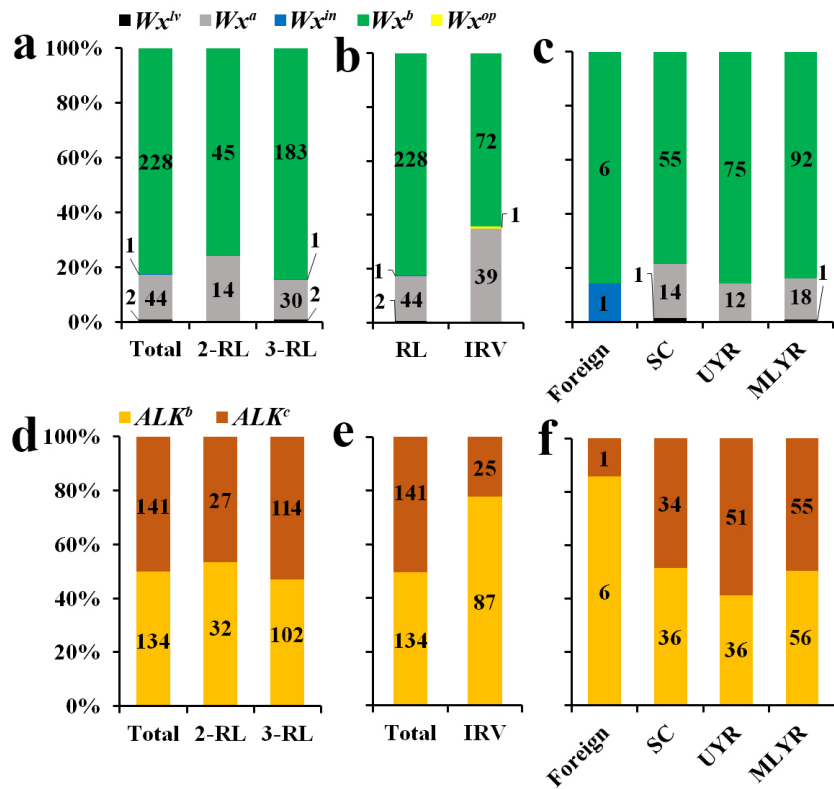 Wx^lv Wx^a Wx^in Wx^b Wx^op
a b c
100%
80%
60%
40%
20%
0%
228 45 183
1 1
2 44 14 30 2
Total 2-RL 3-RL
228 72
1 1
2 44 39
RL IRV
6 55 75 92
1 1
1 14 12 18
Foreign SC UYR MLYR
ALK^b ALK^c
d e f
100%
80%
60%
40%
20%
0%
141 27 114
134 32 102
Total 2-RL 3-RL
141 25
134 87
Total IRV
1 34 51 55
6 36 36 56
Foreign SC UYR MLYR